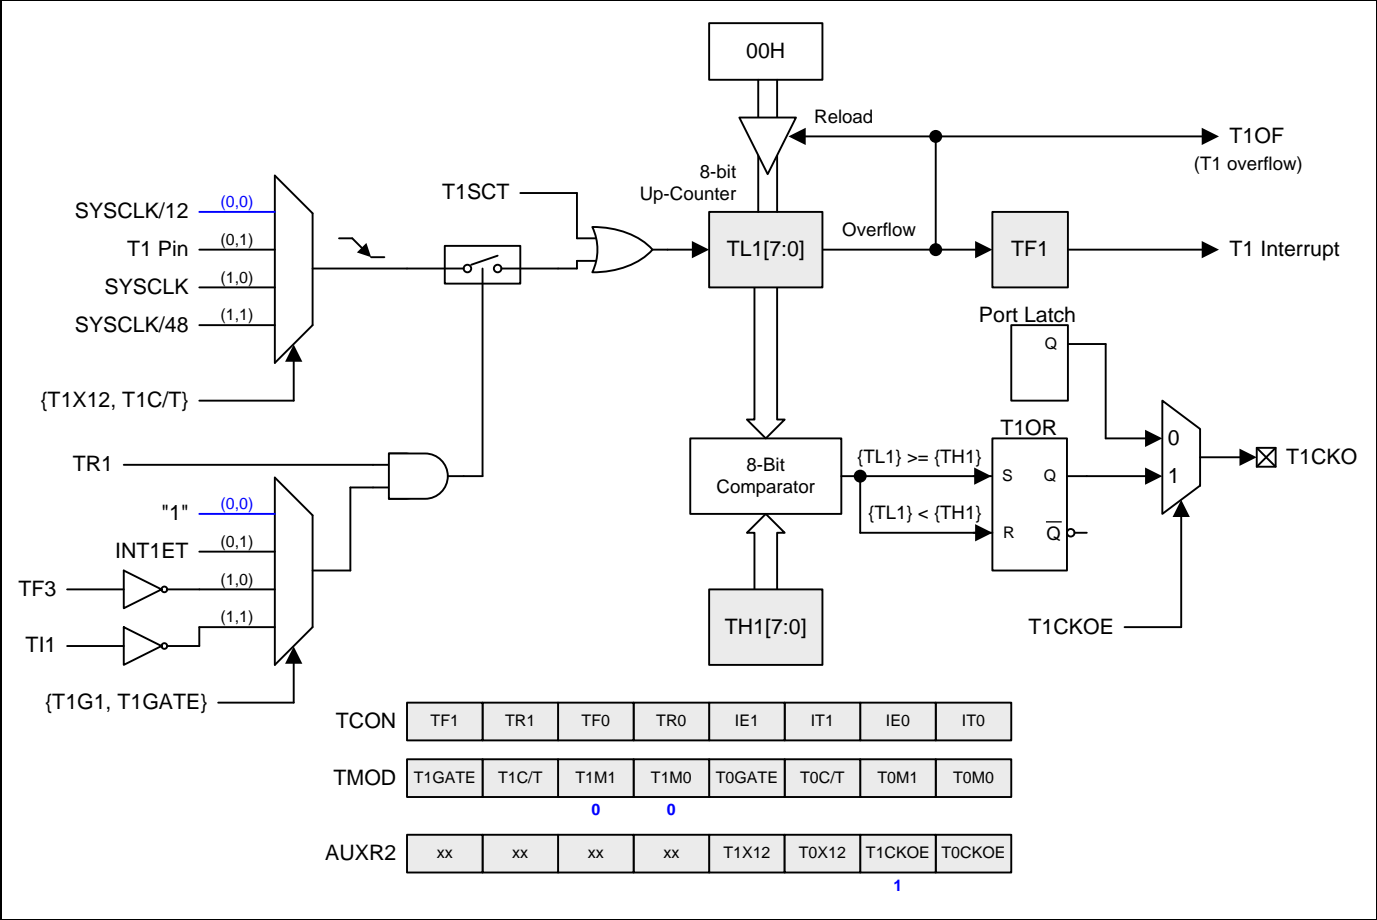 00H
Reload
T1OF
(T1 overflow)
8-bit
Up-Counter
T1SCT
SYSCLK/12 (0,0)
T1 Pin (0,1)
SYSCLK (1,0)
SYSCLK/48 (1,1)
{T1X12, T1C/T}
TL1[7:0]
Overflow
TF1
T1 Interrupt
Port Latch
Q
T1OR
TR1
8-Bit
Comparator
{TL1} >= {TH1}
{TL1} < {TH1}
S Q
R Q
0
1
T1CKO
"1" (0,0)
INT1ET (0,1)
TF3 (1,0)
TI1 (1,1)
{T1G1, T1GATE}
TH1[7:0]
T1CKOE
TCON TF1 TR1 TF0 TR0 IE1 IT1 IE0 IT0
TMOD T1GATE T1C/T T1M1 T1M0 T0GATE T0C/T T0M1 T0M0
0 0
AUXR2 xx xx xx xx T1X12 T0X12 T1CKOE T0CKOE
1